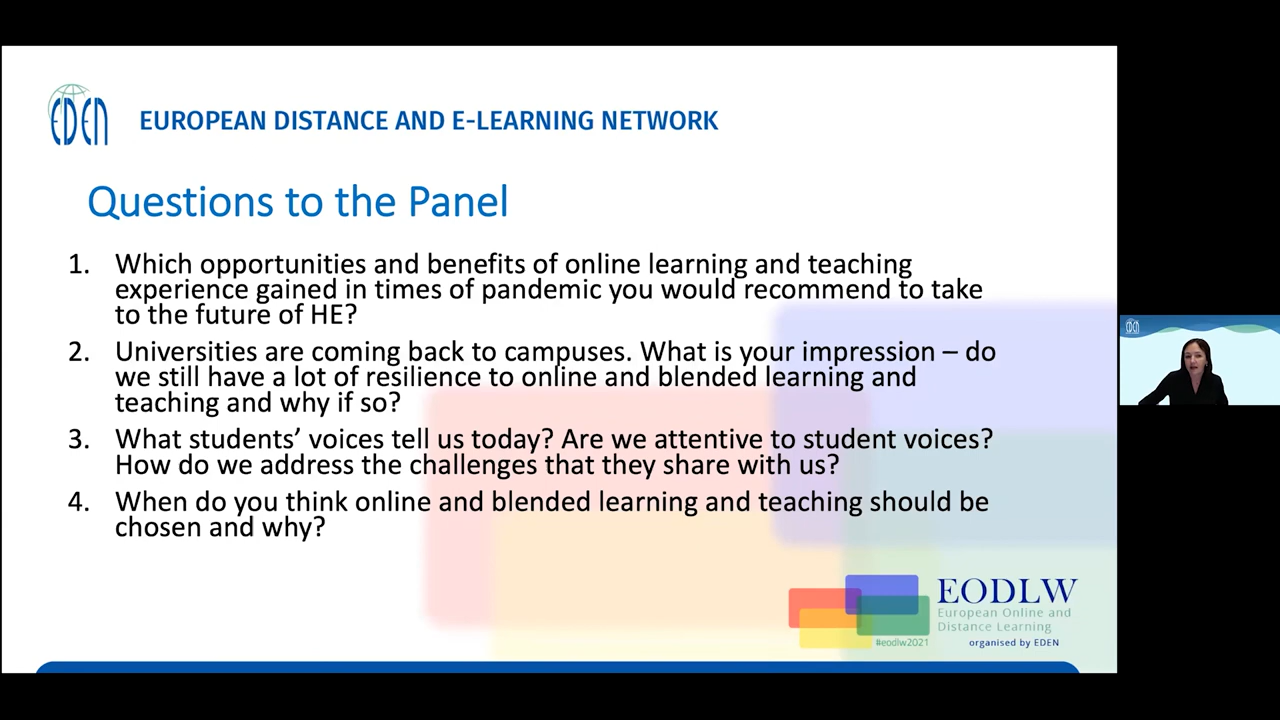 EDEN
EUROPEAN DISTANCE AND E-LEARNING NETWORK
Questions to the Panel
1. Which opportunities and benefits of online learning and teaching
experience gained in times of pandemic you would recommend to take
to the future of HE?
2. Universities are coming back to campuses. What is your impression – do
we still have a lot of resilience to online and blended learning and
teaching and why if so?
3. What students’ voices tell us today? Are we attentive to student voices?
How do we address the challenges that they share with us?
4. When do you think online and blended learning and teaching should be
chosen and why?
EODLW
European Online and
Distance Learning
#eodlw2021
organised by EDEN
EDEN